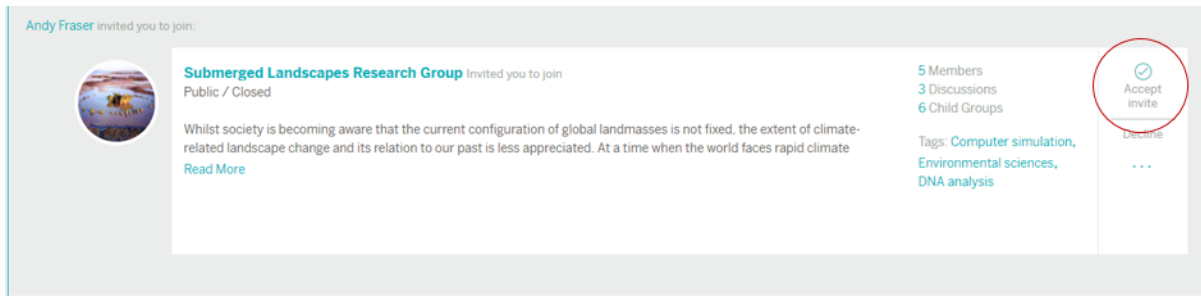 Andy Fraser invited you to join:
Submerged Landscapes Research Group Invited you to join
Public / Closed
Whilst society is becoming aware that the current configuration of global landmasses is not fixed, the extent of climate-
related landscape change and its relation to our past is less appreciated. At a time when the world faces rapid climate
Read More
5 Members
3 Discussions
6 Child Groups
Tags: Computer simulation,
Environmental sciences,
DNA analysis
Accept
invite
Decline
...